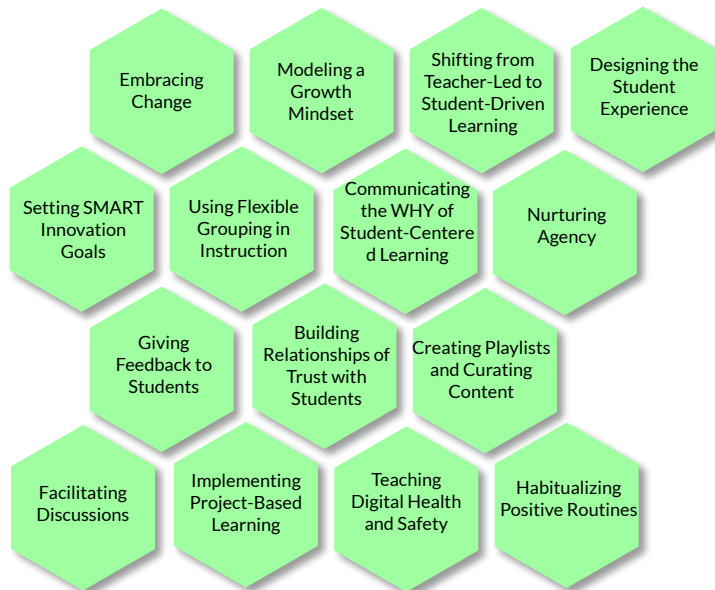 Embracing
Change
Modeling a
Growth
Mindset
Shifting from
Teacher-Led to
Student-Driven
Learning
Designing the
Student
Experience
Setting SMART
Innovation
Goals
Using Flexible
Grouping in
Instruction
Communicating
the WHY of
Student-Centere
d Learning
Nurturing
Agency
Giving
Feedback to
Students
Building
Relationships of
Trust with
Students
Creating Playlists
and Curating
Content
Facilitating
Discussions
Implementing
Project-Based
Learning
Teaching
Digital Health
and Safety
Habitualizing
Positive Routines